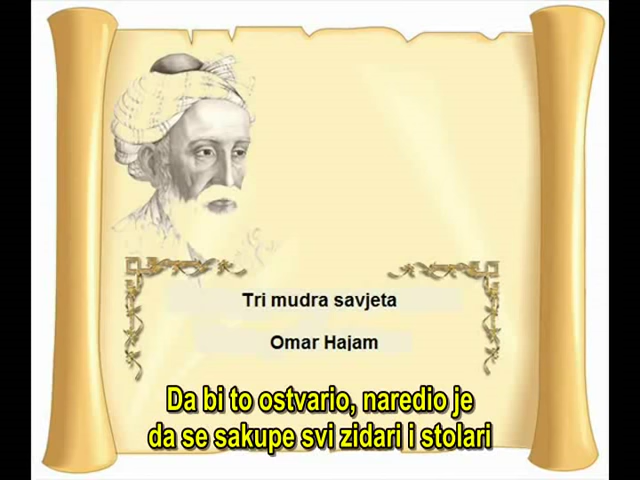 Tri mudra savjeta
Omar Hajam
Da bi to ostvario, naredio je
da se sakupe svi zidari i stolari